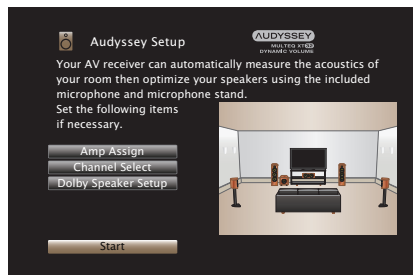 Audyssey Setup
AUDYSSEY
MULTEQ XT32
DYNAMIC VOLUME
Your AV receiver can automatically measure the acoustics of
your room then optimize your speakers using the included
microphone and microphone stand.
Set the following items
if necessary.
Amp Assign
Channel Select
Dolby Speaker Setup
Start